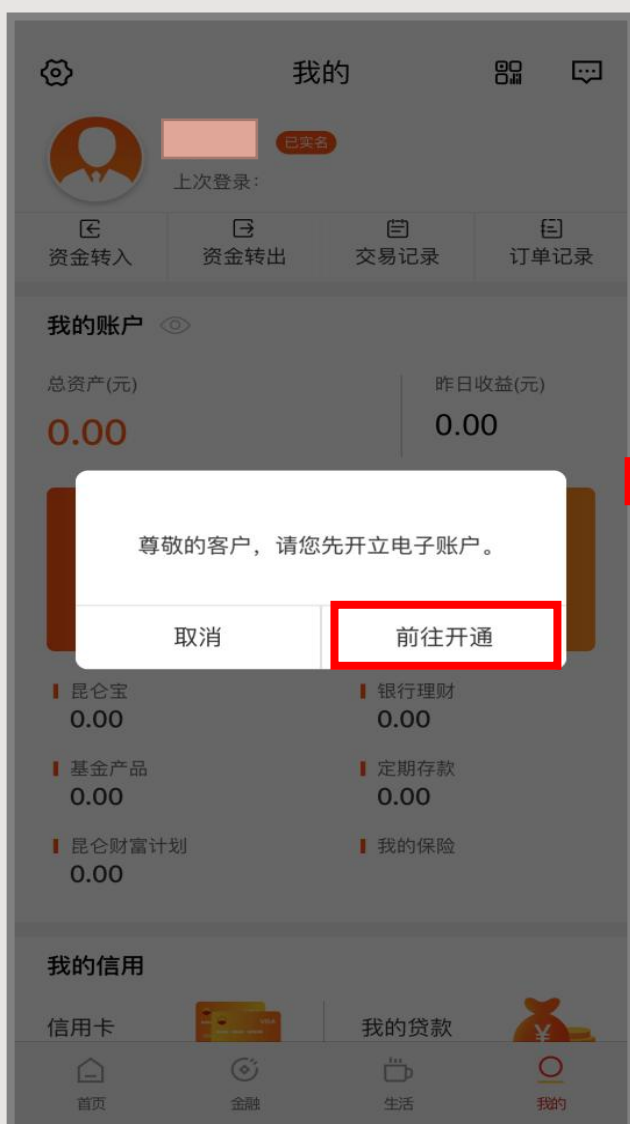 我的
已实名
上次登录:
资金转入 资金转出 交易记录 订单记录
我的账户
总资产(元) 昨日收益(元)
0.00 0.00
尊敬的客户，请您先开立电子账户。
取消 前往开通
昆仑宝 银行理财
0.00 0.00
基金产品 定期存款
0.00 0.00
昆仑财富计划 我的保险
0.00
我的信用
信用卡 我的贷款
VISA
¥
首页 金融 生活 我的